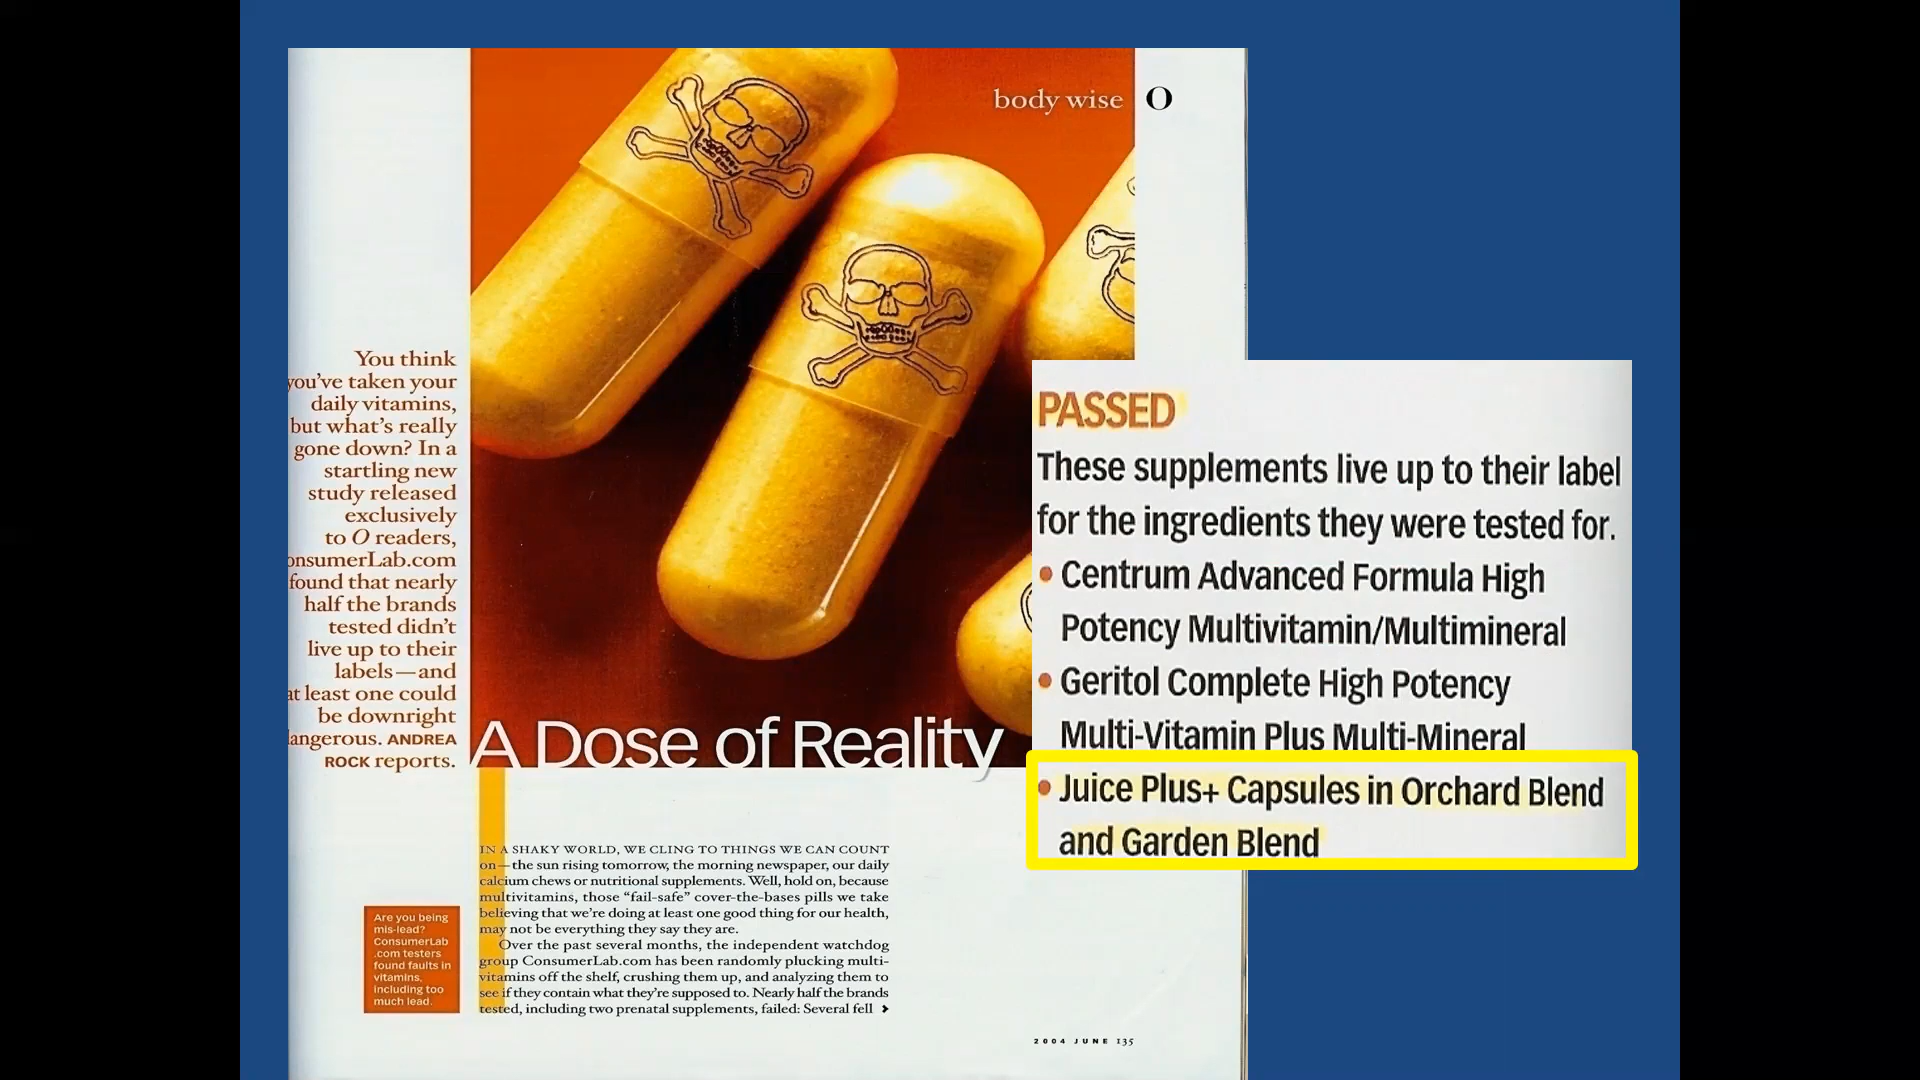 body wise O
You think
you've taken your
daily vitamins,
but what's really
gone down? In a
startling new
study released
exclusively
to O readers,
onsumerLab.com
found that nearly
half the brands
tested didn't
live up to their
labels—and
at least one could
be downright
angerous. ANDREA
ROCK reports.
A Dose of Reality
IN A SHAKY WORLD, WE CLING TO THINGS WE CAN COUNT
on—the sun rising tomorrow, the morning newspaper, our daily
calcium chews or nutritional supplements. Well, hold on, because
multivitamins, those “fail-safe” cover-the-bases pills we take
believing that we're doing at least one good thing for our health,
may not be everything they say they are.
Over the past several months, the independent watchdog
group ConsumerLab.com has been randomly plucking multi-
vitamins off the shelf, crushing them up, and analyzing them to
see if they contain what they're supposed to. Nearly half the brands
tested, including two prenatal supplements, failed: Several fell
Are you being
mis-lead?
ConsumerLab
.com testers
found faults in
vitamins,
including too
much lead.
2004 JUNE 135
PASSED
These supplements live up to their label
for the ingredients they were tested for.
• Centrum Advanced Formula High
Potency Multivitamin/Multimineral
• Geritol Complete High Potency
Multi-Vitamin Plus Multi-Mineral
• Juice Plus+ Capsules in Orchard Blend
and Garden Blend